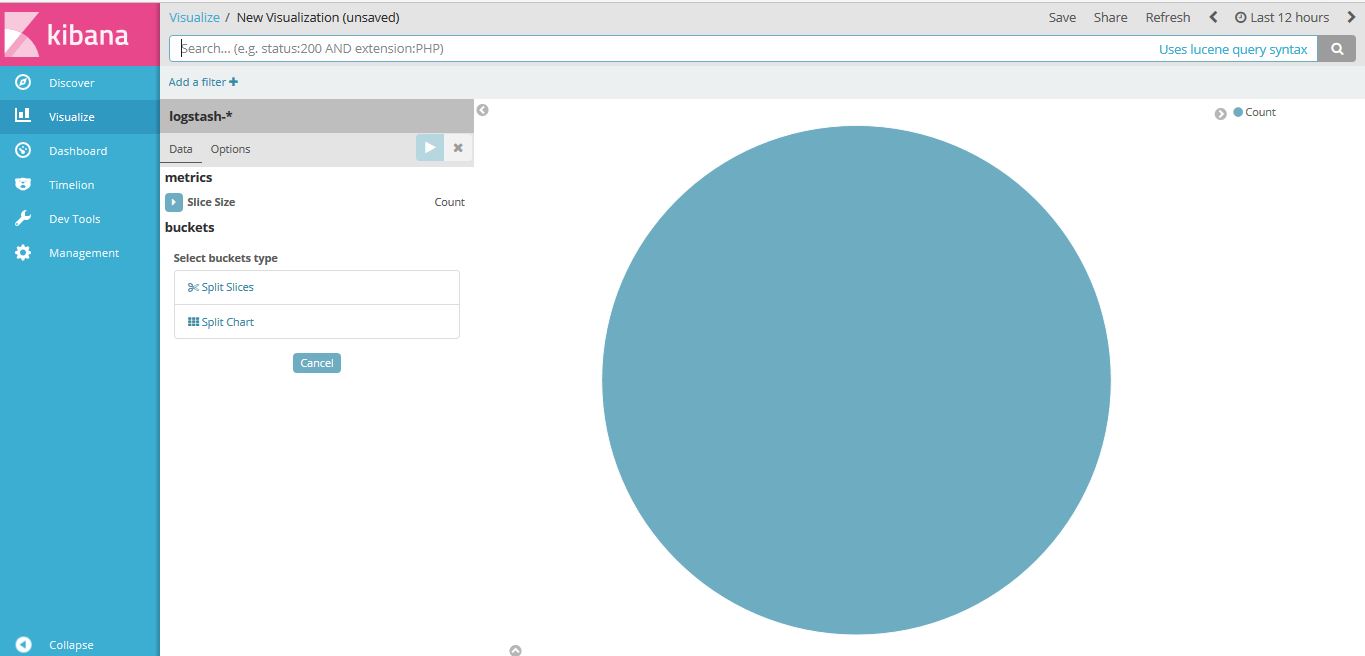 kibana
Visualize / New Visualization (unsaved)
Save Share Refresh Last 12 hours
Search... (e.g. status:200 AND extension:PHP) Uses lucene query syntax
Add a filter
Discover
Visualize
Dashboard
Timelion
Dev Tools
Management
Collapse
logstash-*
Data Options
metrics
Slice Size Count
buckets
Select buckets type
Split Slices
Split Chart
Cancel
Count